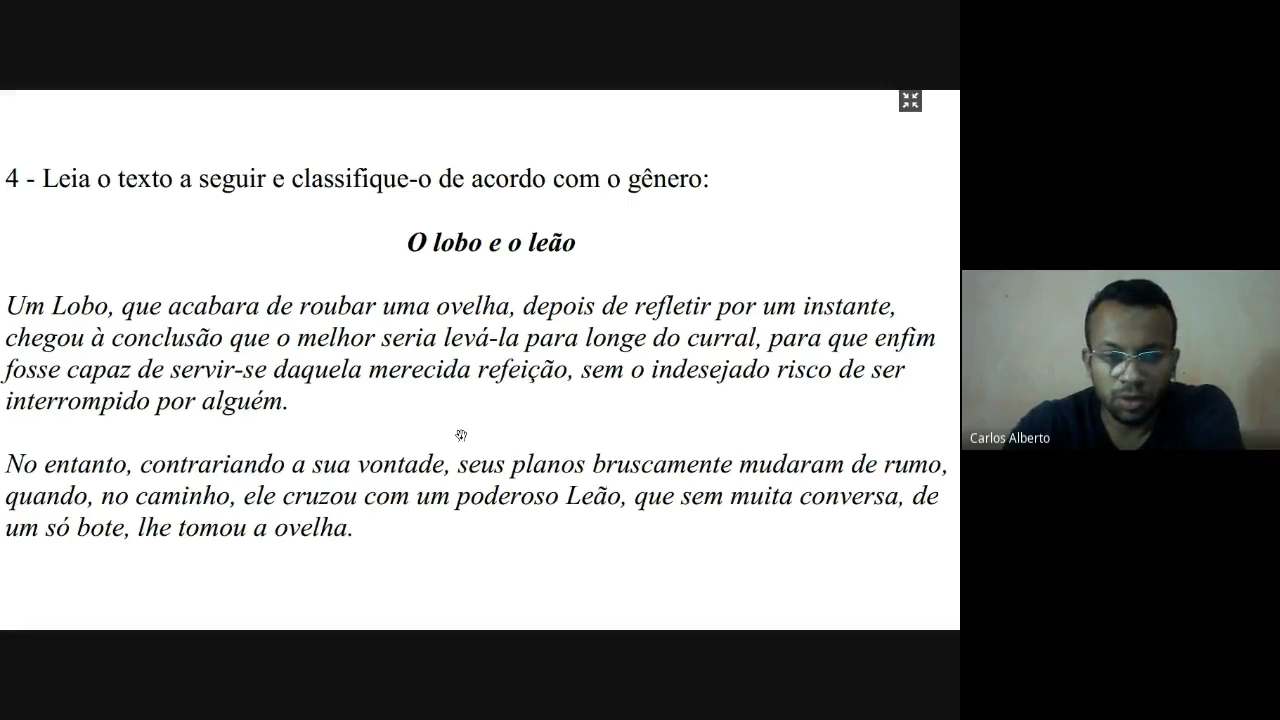 4 - Leia o texto a seguir e classifique-o de acordo com o gênero:
O lobo e o leão
Um Lobo, que acabara de roubar uma ovelha, depois de refletir por um instante,
chegou à conclusão que o melhor seria levá-la para longe do curral, para que enfim
fosse capaz de servir-se daquela merecida refeição, sem o indesejado risco de ser
interrompido por alguém.
No entanto, contrariando a sua vontade, seus planos bruscamente mudaram de rumo,
quando, no caminho, ele cruzou com um poderoso Leão, que sem muita conversa, de
um só bote, lhe tomou a ovelha.
Carlos Alberto